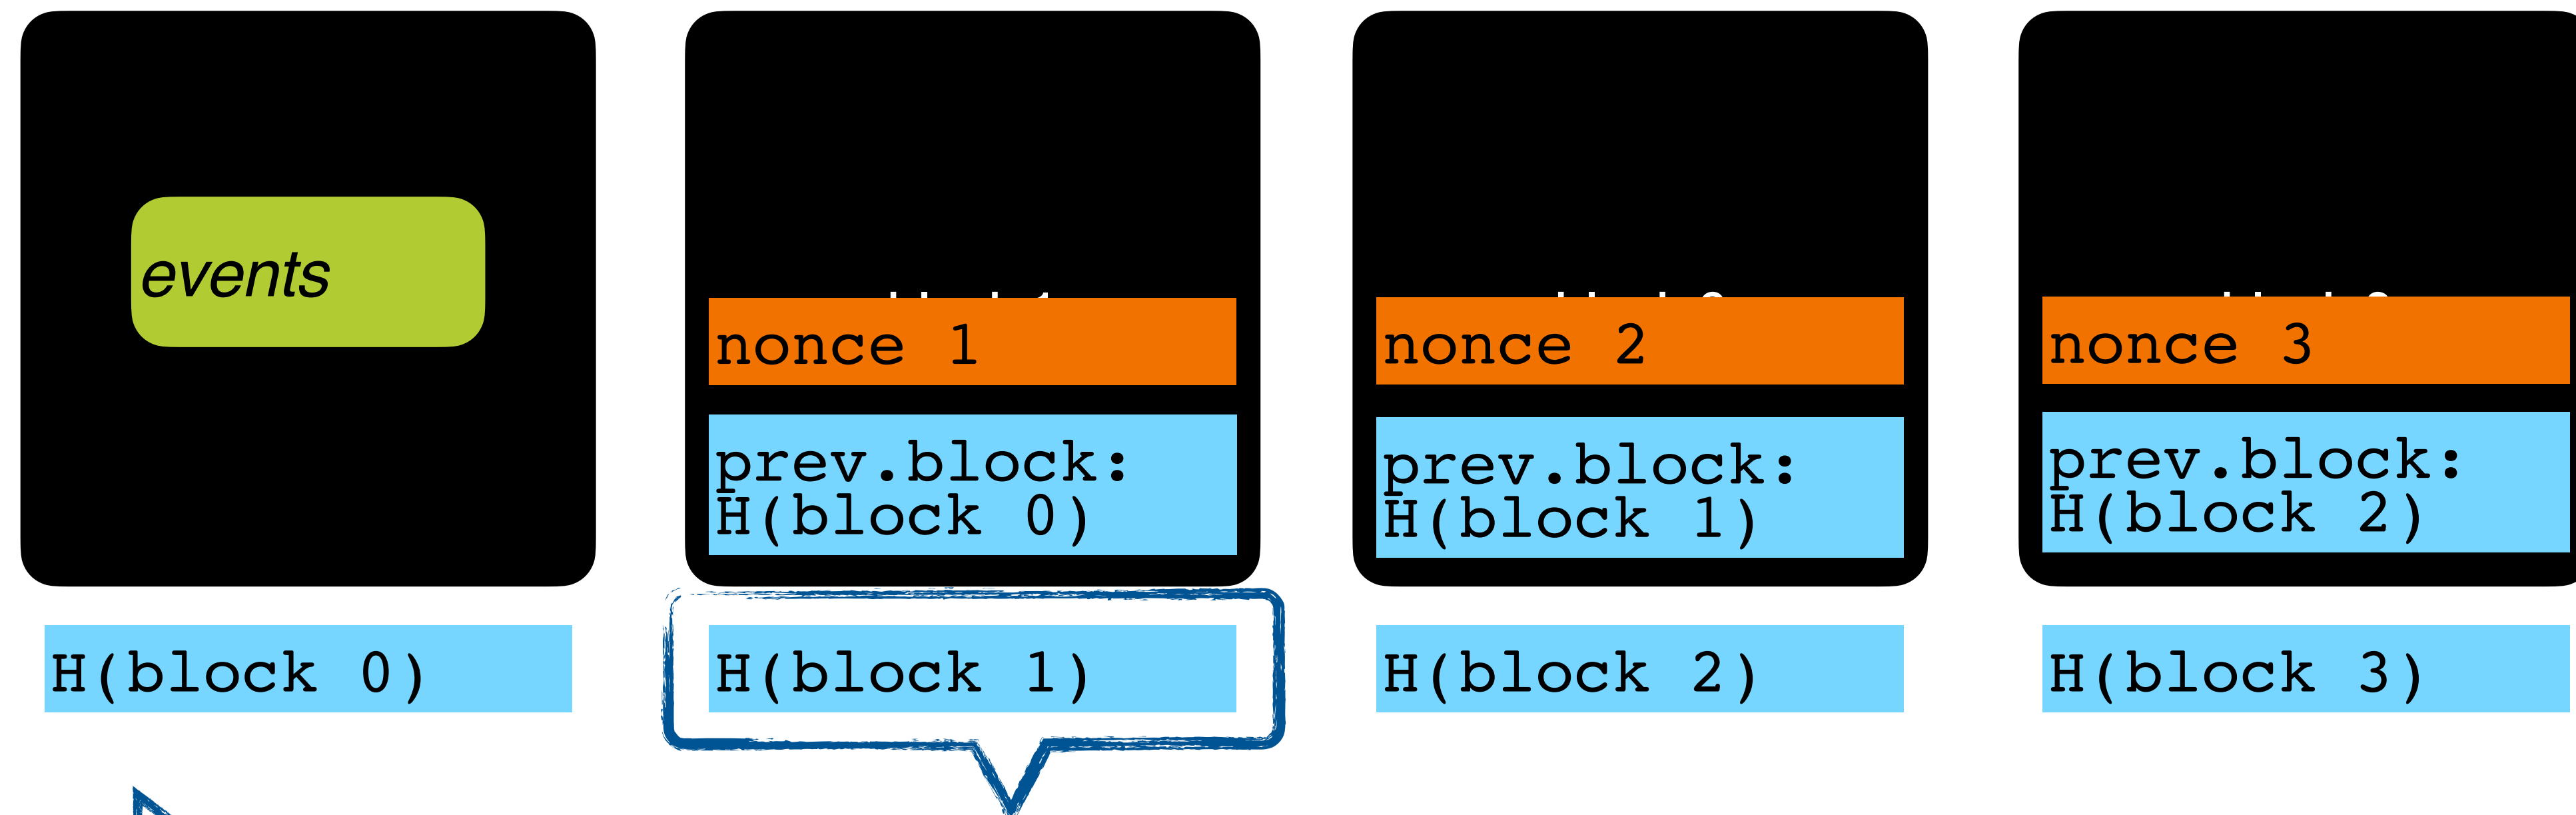 events
nonce 1
prev.block:
H(block 0)
nonce 2
prev.block:
H(block 1)
nonce 3
prev.block:
H(block 2)
H(block 0)
H(block 1)
H(block 2)
H(block 3)